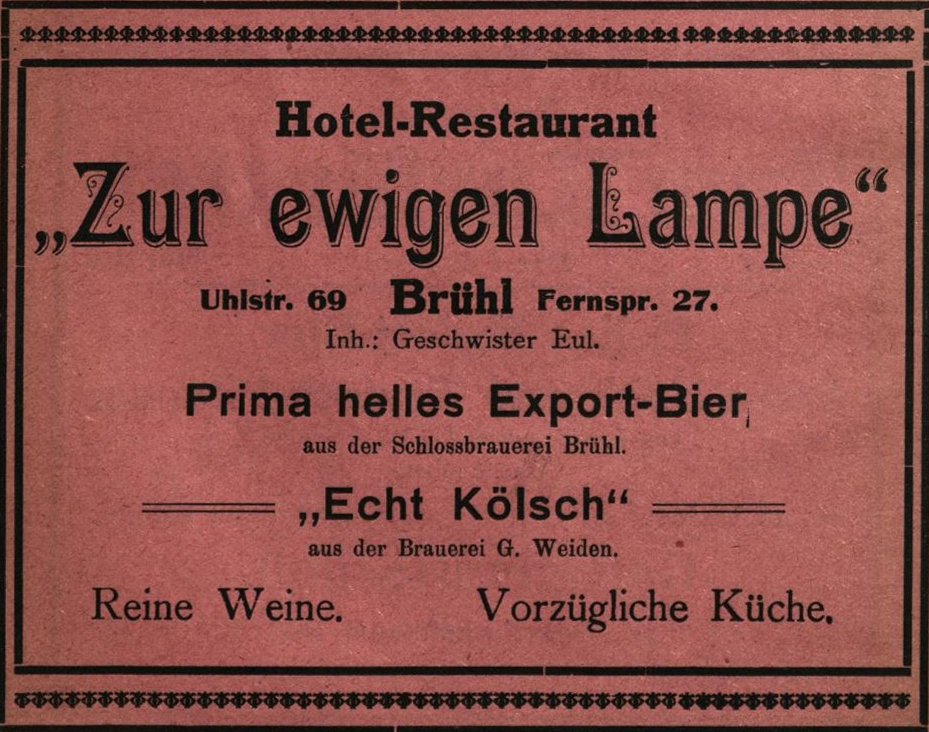 Hotel-Restaurant
„Zur ewigen Lampe“
Uhlstr. 69 Brühl Fernspr. 27.
Inh.: Geschwister Eul.
Prima helles Export-Bier,
aus der Schlossbrauerei Brühl.
„Echt Kölsch“
aus der Brauerei G. Weiden.
Reine Weine. Vorzügliche Küche.